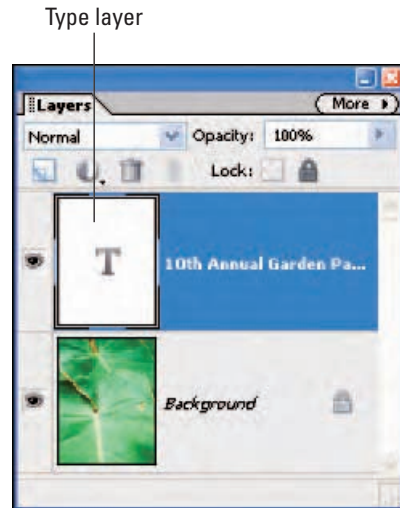 Type layer
Layers
More
Normal Opacity: 100%
Lock:
T 10th Annual Garden Pa...
Background